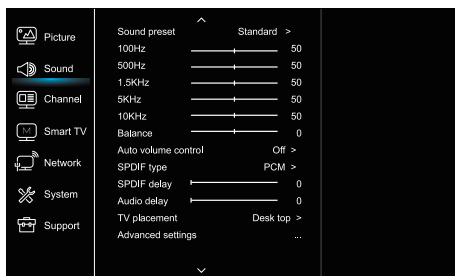 Picture
Sound
Channel
M
Smart TV
Network
System
Support
Sound preset Standard >
100Hz 50
500Hz 50
1.5KHz 50
5KHz 50
10KHz 50
Balance 0
Auto volume control Off >
SPDIF type PCM >
SPDIF delay 0
Audio delay 0
TV placement Desk top >
Advanced settings ...